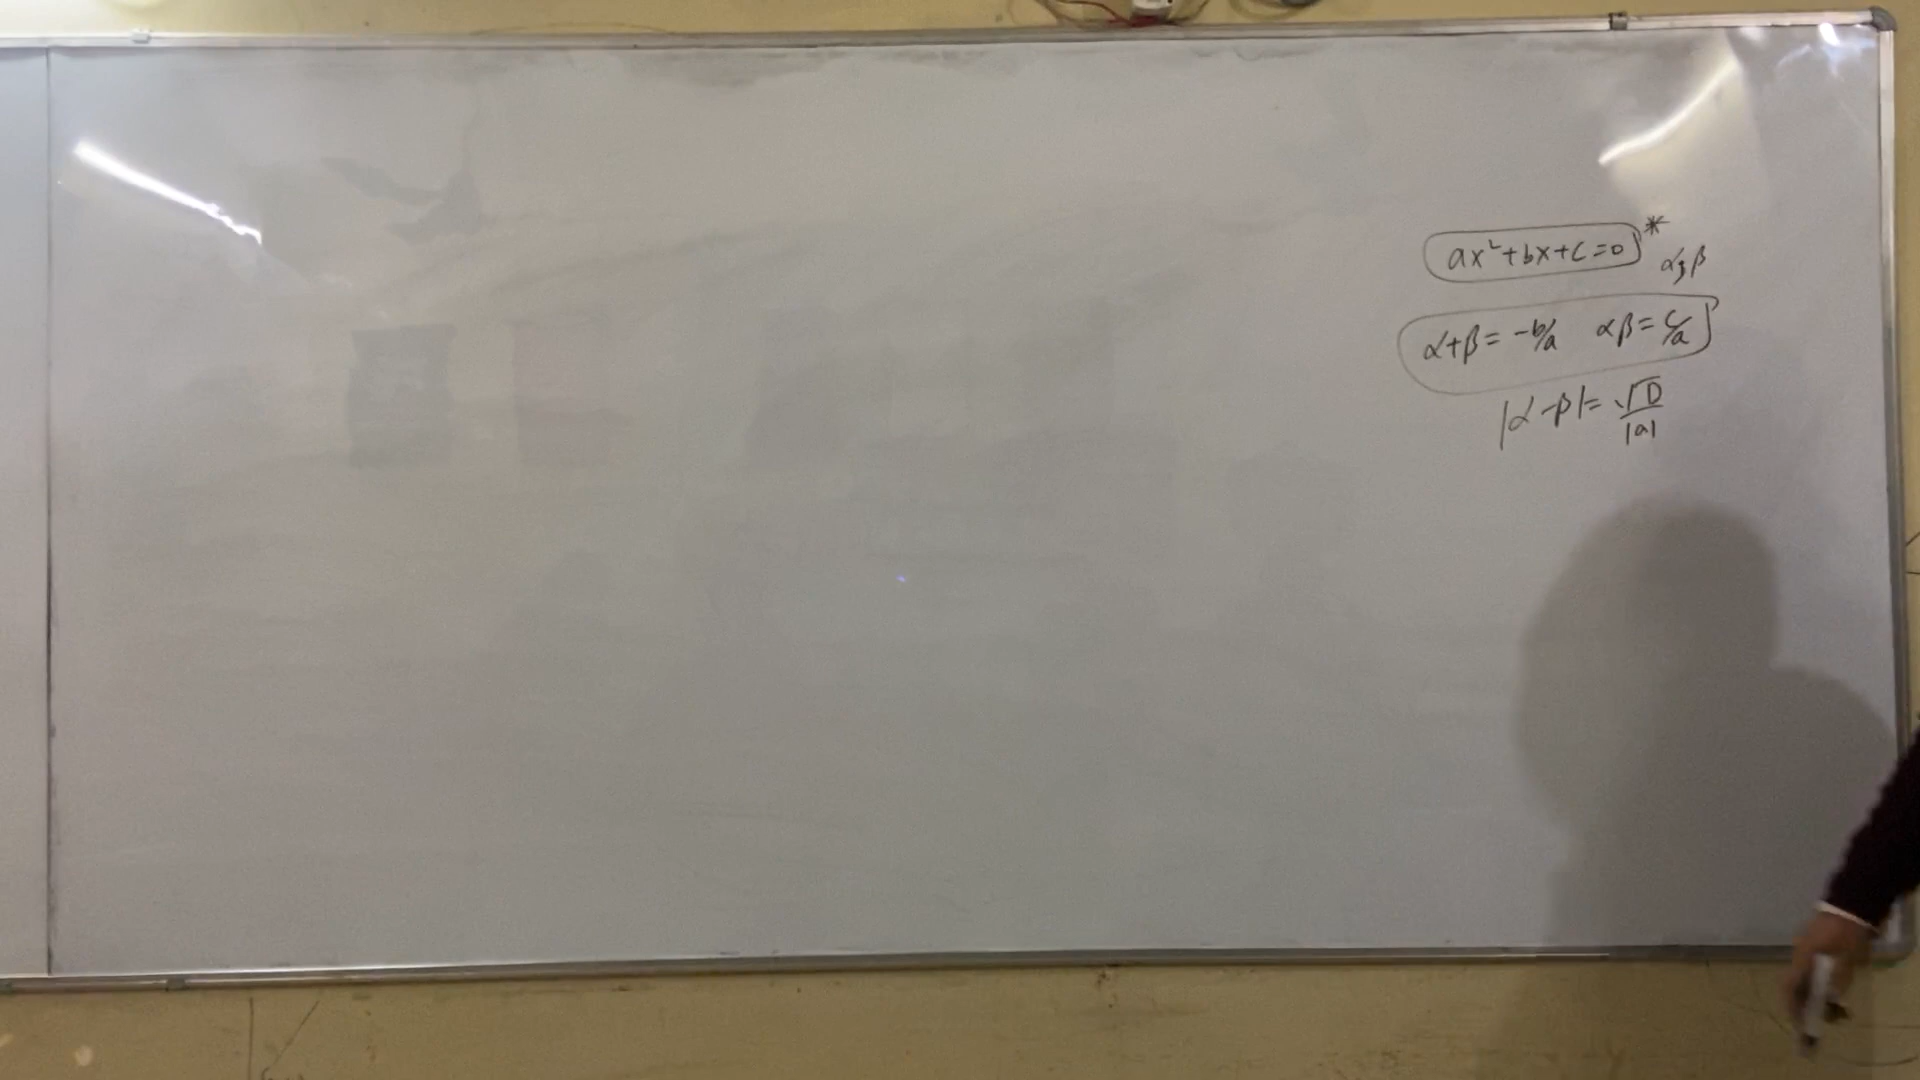 ax²+bx+c=0 *
α, β
α+β = -b/a   αβ = c/a
|α-β| = √D/|a|